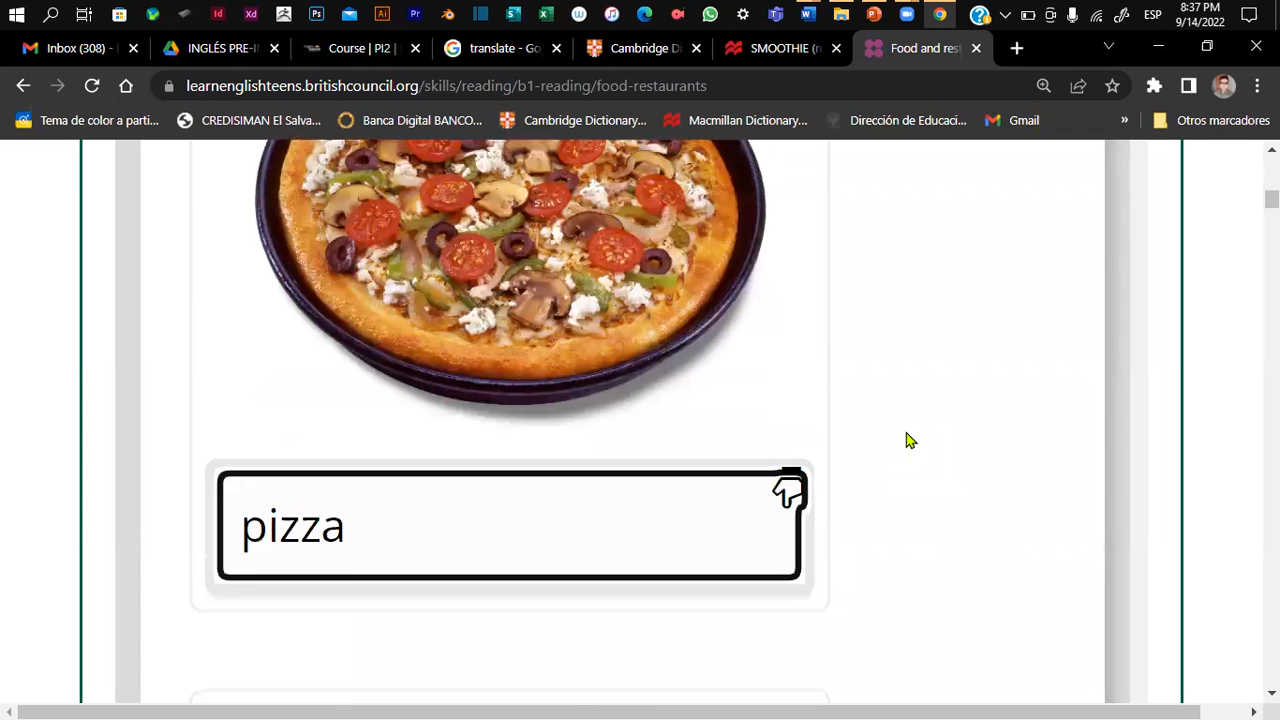 8:37 PM
ESP
9/14/2022
Inbox (308) -
INGLÉS PRE-I
Course | PI2 |
translate - Go
Cambridge D
SMOOTHIE (n
Food and res
learnenglishteens.britishcouncil.org/skills/reading/b1-reading/food-restaurants
Tema de color a parti...
CREDISIMAN El Salva...
Banca Digital BANCO...
Cambridge Dictionary...
Macmillan Dictionary...
Dirección de Educaci...
Gmail
»
Otros marcadores
pizza